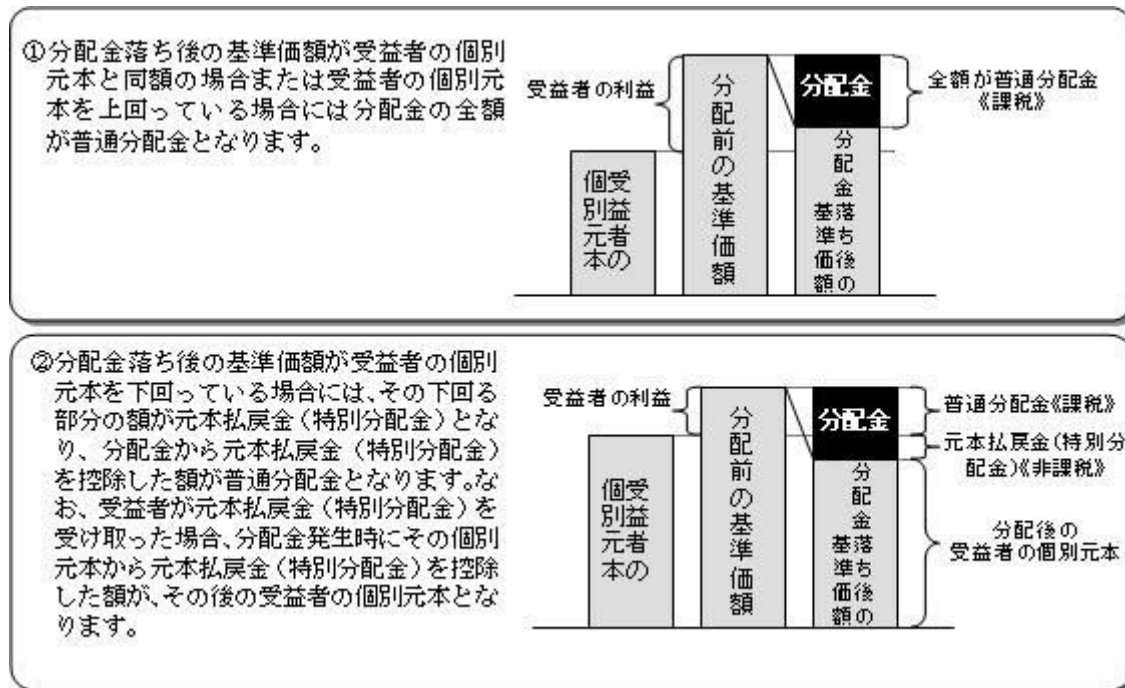 ①分配金落ち後の基準価額が受益者の個別
元本と同額の場合または受益者の個別元
本を上回っている場合には分配金の全額
が普通分配金となります。
受益者の利益
受益者の
個別元本
分配前の基準価額
分配金
分配金落ち後の
基準価額
全額が普通分配金
《課税》
②分配金落ち後の基準価額が受益者の個別
元本を下回っている場合には、その下回る
部分の額が元本払戻金(特別分配金)とな
り、分配金から元本払戻金(特別分配金)
を控除した額が普通分配金となります。な
お、受益者が元本払戻金(特別分配金)を
受け取った場合、分配金発生時にその個別
元本から元本払戻金(特別分配金)を控除
した額が、その後の受益者の個別元本とな
ります。
受益者の利益
受益者の
個別元本
分配前の基準価額
分配金
分配金落ち後の
基準価額
普通分配金《課税》
元本払戻金(特別分
配金)《非課税》
分配後の
受益者の個別元本